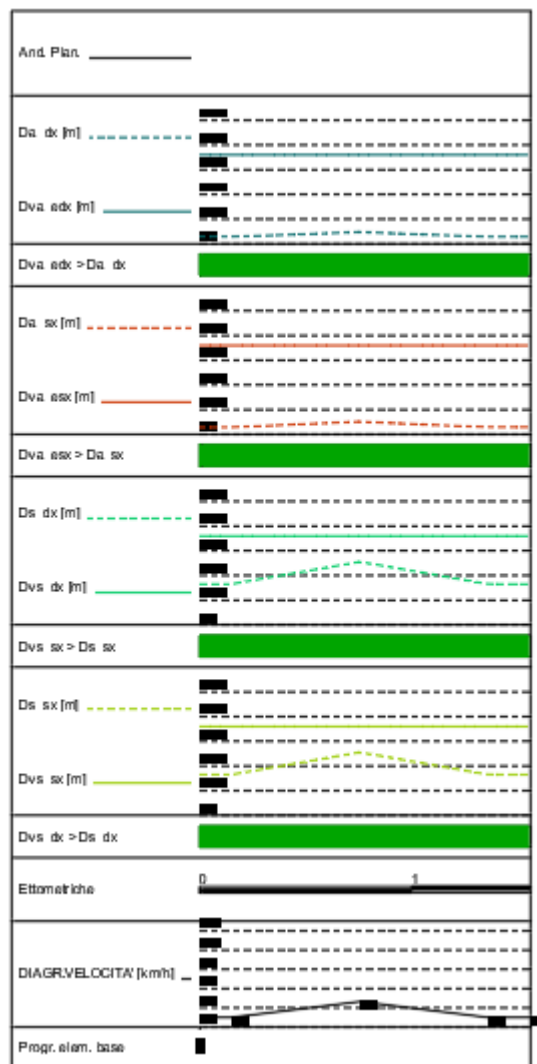 And. Plan.
Da dx [m]
Dva edx [m]
Dva edx > Da dx
Da sx [m]
Dva esx [m]
Dva esx > Da sx
Ds dx [m]
Dvs dx [m]
Dvs sx > Ds sx
Ds sx [m]
Dvs sx [m]
Dvs dx > Ds dx
0 1
Ettometriche
DIAGR.VELOCITA' [km/h]
Progr. elem. base